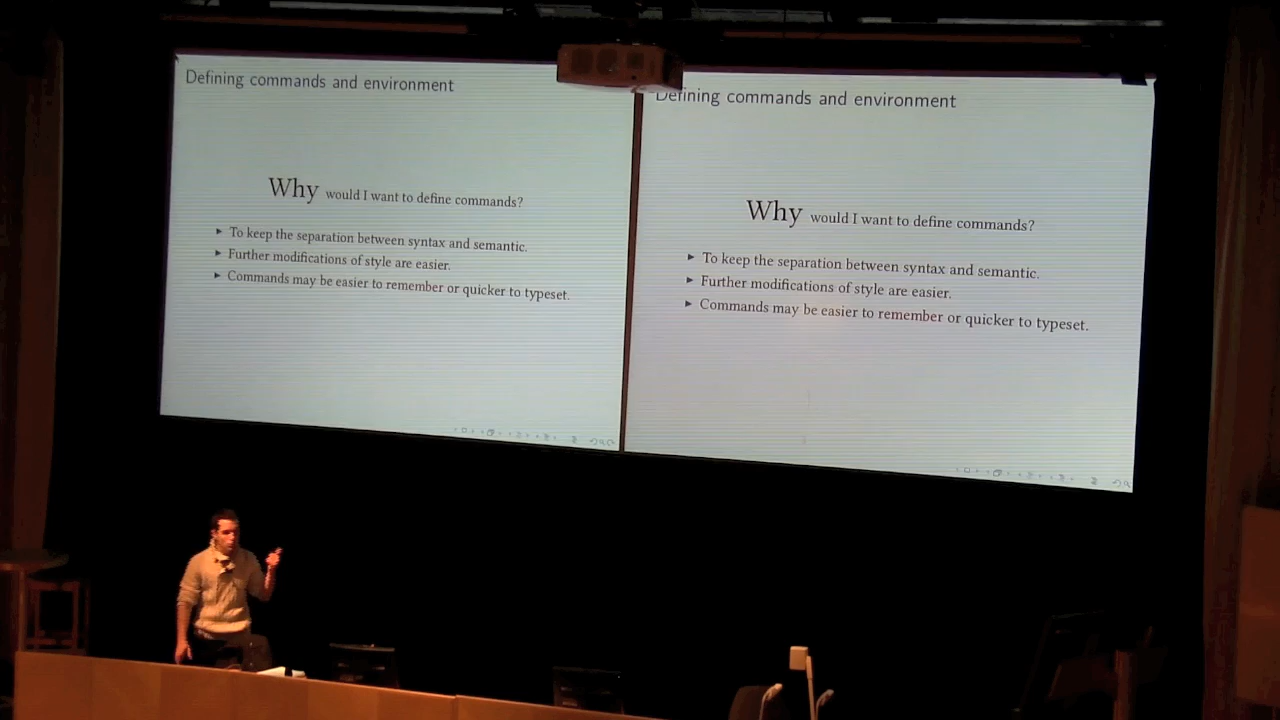 Defining commands and environment
Why would I want to define commands?
▶ To keep the separation between syntax and semantic.
▶ Further modifications of style are easier.
▶ Commands may be easier to remember or quicker to typeset.
Defining commands and environment
Why would I want to define commands?
▶ To keep the separation between syntax and semantic.
▶ Further modifications of style are easier.
▶ Commands may be easier to remember or quicker to typeset.